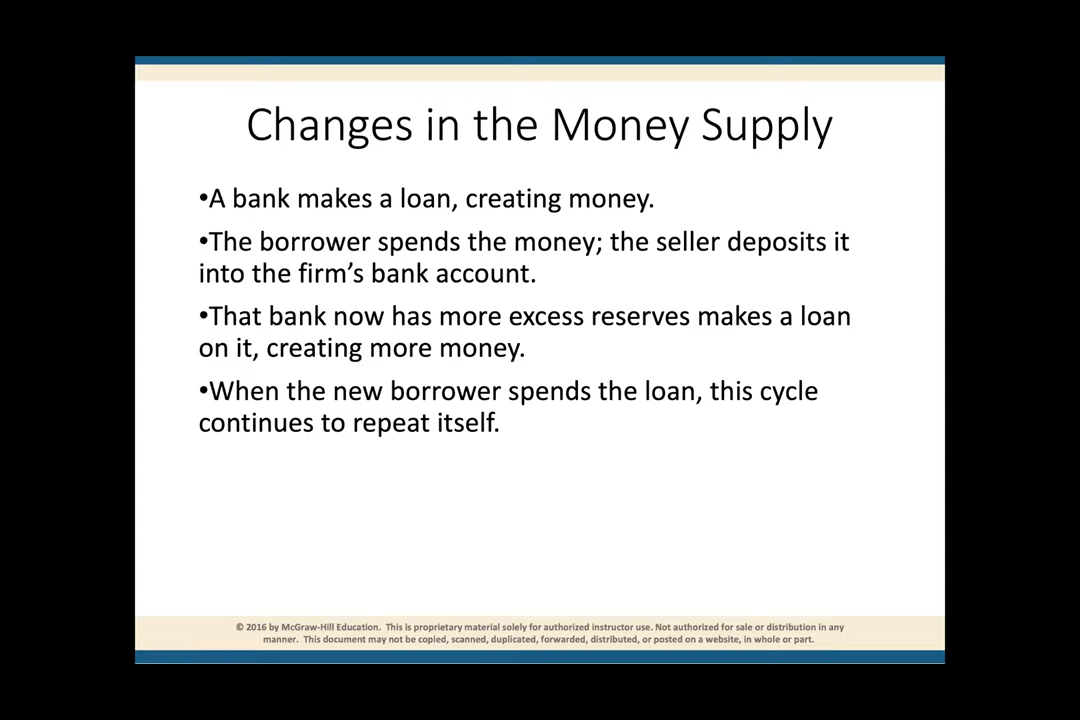 Changes in the Money Supply
•A bank makes a loan, creating money.
•The borrower spends the money; the seller deposits it
into the firm’s bank account.
•That bank now has more excess reserves makes a loan
on it, creating more money.
•When the new borrower spends the loan, this cycle
continues to repeat itself.
© 2016 by McGraw-Hill Education.  This is proprietary material solely for authorized instructor use. Not authorized for sale or distribution in any
manner.  This document may not be copied, scanned, duplicated, forwarded, distributed, or posted on a website, in whole or part.